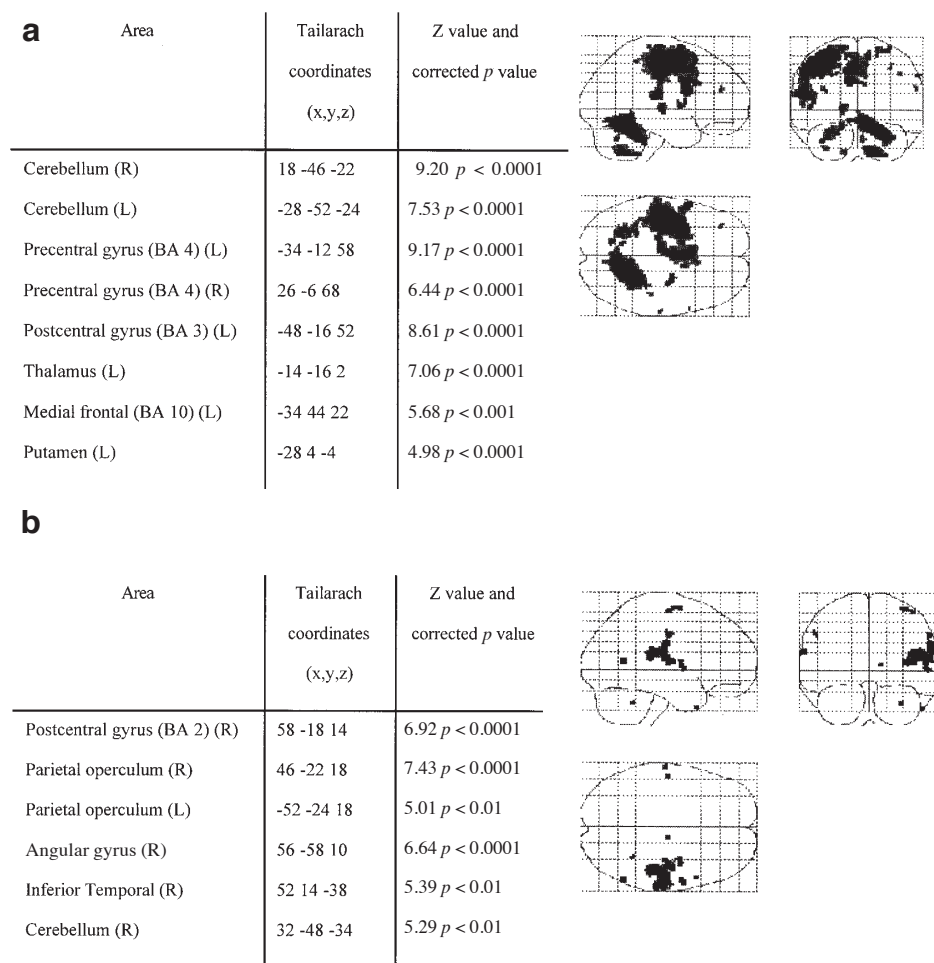 a
Area Tailarach Z value and
coordinates corrected p value
(x,y,z)
Cerebellum (R) 18 -46 -22 9.20 p < 0.0001
Cerebellum (L) -28 -52 -24 7.53 p < 0.0001
Precentral gyrus (BA 4) (L) -34 -12 58 9.17 p < 0.0001
Precentral gyrus (BA 4) (R) 26 -6 68 6.44 p < 0.0001
Postcentral gyrus (BA 3) (L) -48 -16 52 8.61 p < 0.0001
Thalamus (L) -14 -16 2 7.06 p < 0.0001
Medial frontal (BA 10) (L) -34 44 22 5.68 p < 0.001
Putamen (L) -28 4 -4 4.98 p < 0.0001
b
Area Tailarach Z value and
coordinates corrected p value
(x,y,z)
Postcentral gyrus (BA 2) (R) 58 -18 14 6.92 p < 0.0001
Parietal operculum (R) 46 -22 18 7.43 p < 0.0001
Parietal operculum (L) -52 -24 18 5.01 p < 0.01
Angular gyrus (R) 56 -58 10 6.64 p < 0.0001
Inferior Temporal (R) 52 14 -38 5.39 p < 0.01
Cerebellum (R) 32 -48 -34 5.29 p < 0.01